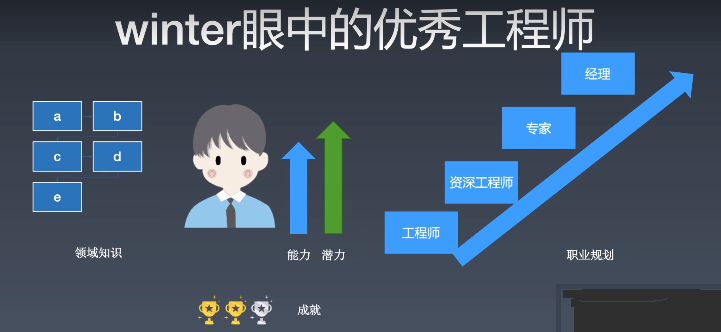 winter眼中的优秀工程师
经理
a b
专家
c d
资深工程师
e
工程师
领域知识
能力 潜力
职业规划
成就